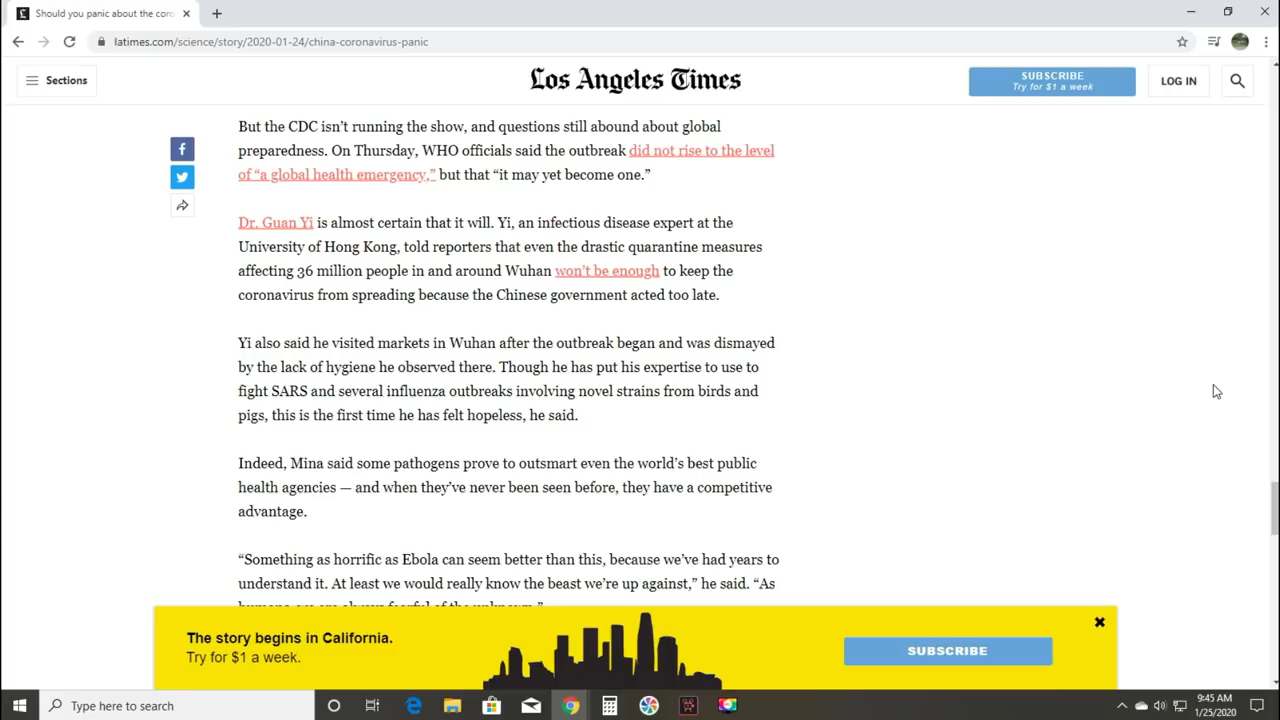 Should you panic about the coro
latimes.com/science/story/2020-01-24/china-coronavirus-panic
Sections
Los Angeles Times
SUBSCRIBE
Try for $1 a week
LOG IN
But the CDC isn’t running the show, and questions still abound about global
preparedness. On Thursday, WHO officials said the outbreak did not rise to the level
of “a global health emergency,” but that “it may yet become one.”
Dr. Guan Yi is almost certain that it will. Yi, an infectious disease expert at the
University of Hong Kong, told reporters that even the drastic quarantine measures
affecting 36 million people in and around Wuhan won’t be enough to keep the
coronavirus from spreading because the Chinese government acted too late.
Yi also said he visited markets in Wuhan after the outbreak began and was dismayed
by the lack of hygiene he observed there. Though he has put his expertise to use to
fight SARS and several influenza outbreaks involving novel strains from birds and
pigs, this is the first time he has felt hopeless, he said.
Indeed, Mina said some pathogens prove to outsmart even the world’s best public
health agencies — and when they’ve never been seen before, they have a competitive
advantage.
“Something as horrific as Ebola can seem better than this, because we’ve had years to
understand it. At least we would really know the beast we’re up against,” he said. “As
The story begins in California.
Try for $1 a week.
SUBSCRIBE
Type here to search
9:45 AM
1/25/2020